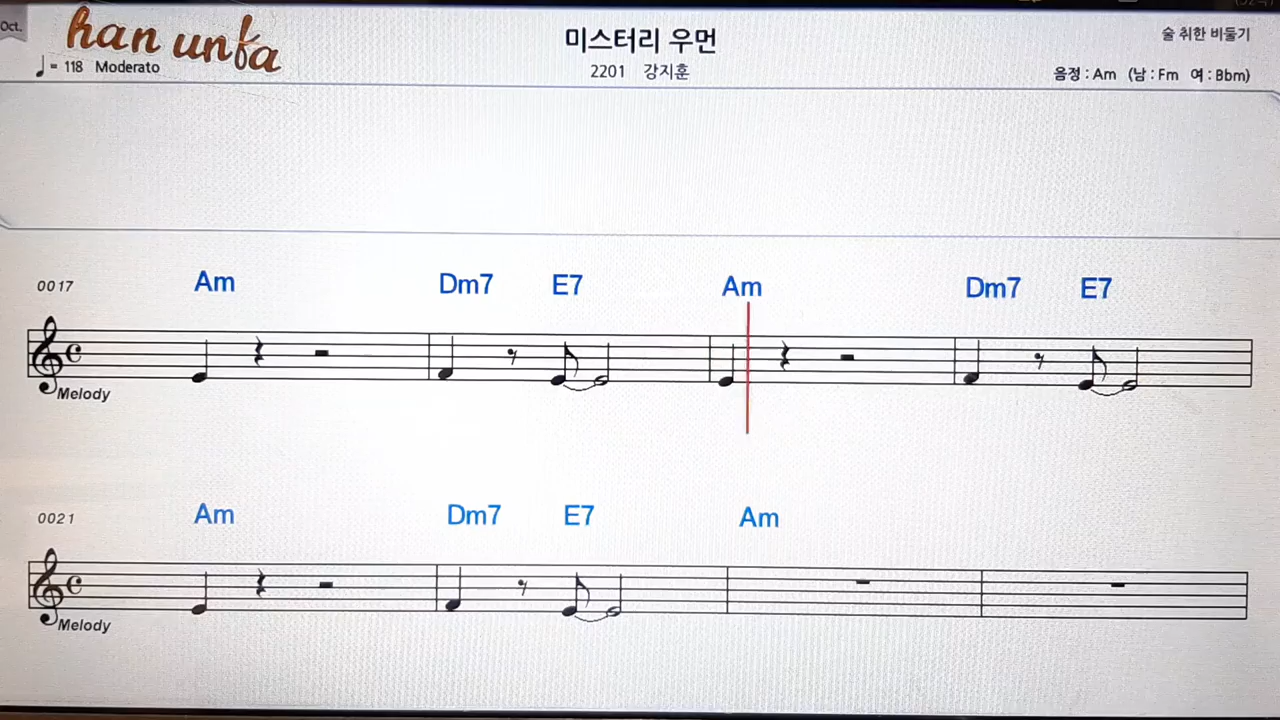 Oct.
han unfa
= 118 Moderato
미스터리 우먼
2201 강지훈
술 취한 비둘기
음정 : Am (남 : Fm 여 : Bbm)
0017
Am Dm7 E7 Am Dm7 E7
Melody
0021
Am Dm7 E7 Am
Melody